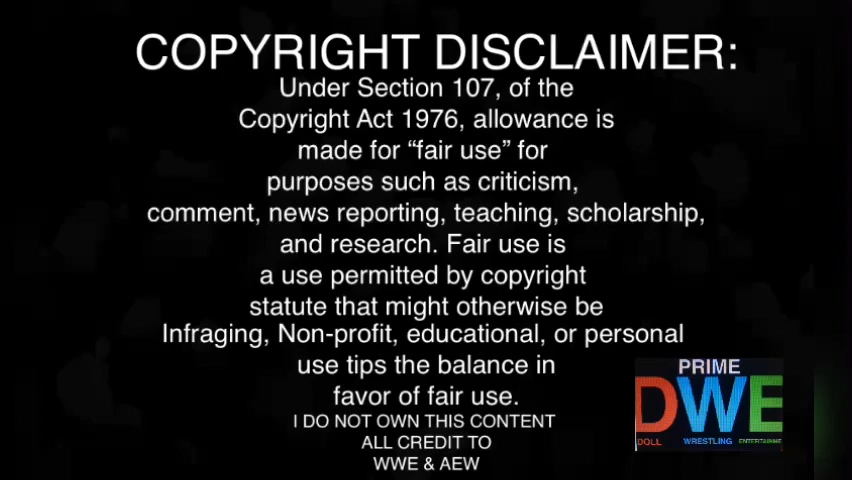 COPYRIGHT DISCLAIMER:
Under Section 107, of the
Copyright Act 1976, allowance is
made for “fair use” for
purposes such as criticism,
comment, news reporting, teaching, scholarship,
and research. Fair use is
a use permitted by copyright
statute that might otherwise be
Infraging, Non-profit, educational, or personal
use tips the balance in
favor of fair use.
I DO NOT OWN THIS CONTENT
ALL CREDIT TO
WWE & AEW
PRIME
DWE
DOLL WRESTLING ENTERTAINME